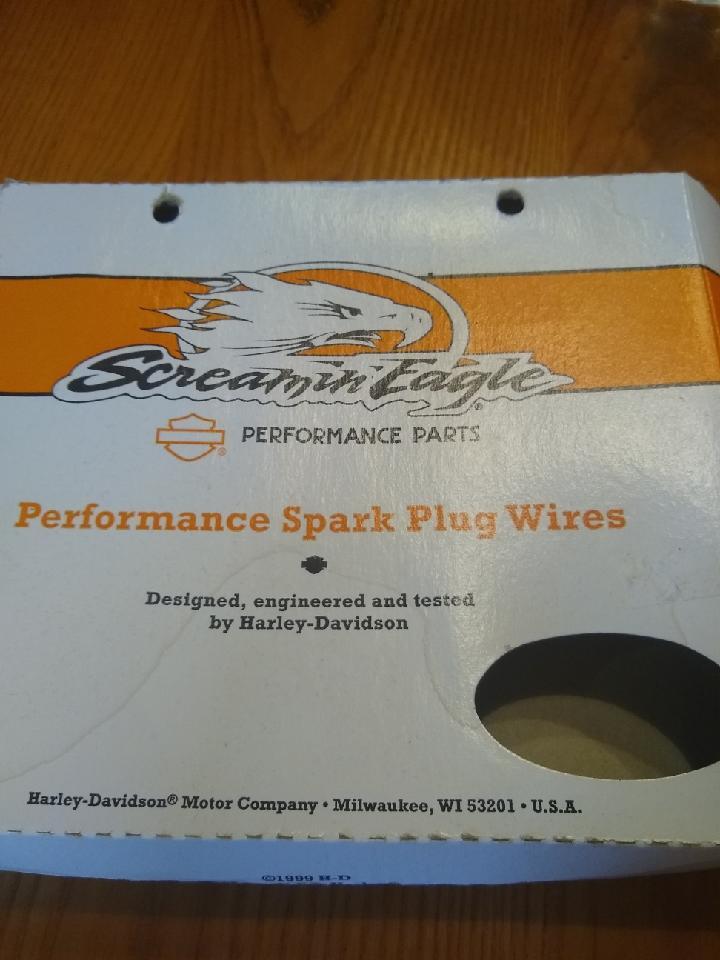 Screamin' Eagle®
PERFORMANCE PARTS
Performance Spark Plug Wires
Designed, engineered and tested
by Harley-Davidson
Harley-Davidson® Motor Company • Milwaukee, WI 53201 • U.S.A.
©1999 H-D